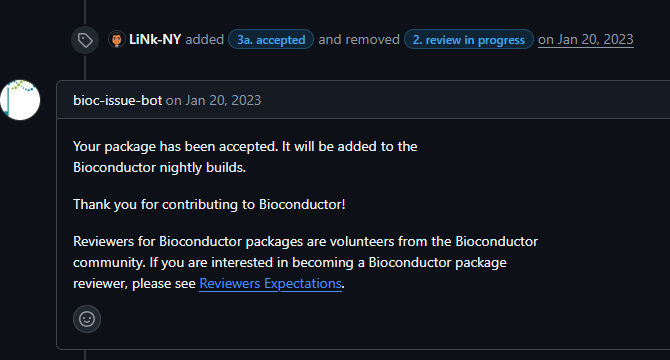 LiNk-NY added 3a. accepted and removed 2. review in progress on Jan 20, 2023
bioc-issue-bot on Jan 20, 2023
Your package has been accepted. It will be added to the
Bioconductor nightly builds.
Thank you for contributing to Bioconductor!
Reviewers for Bioconductor packages are volunteers from the Bioconductor
community. If you are interested in becoming a Bioconductor package
reviewer, please see Reviewers Expectations.